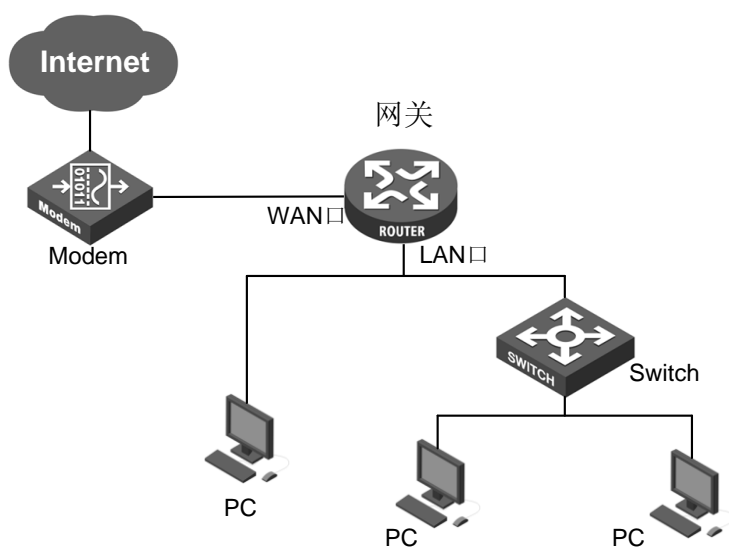 Internet
网关
01011
Modem
Modem
WAN口
ROUTER
LAN口
SWITCH
Switch
PC
PC
PC